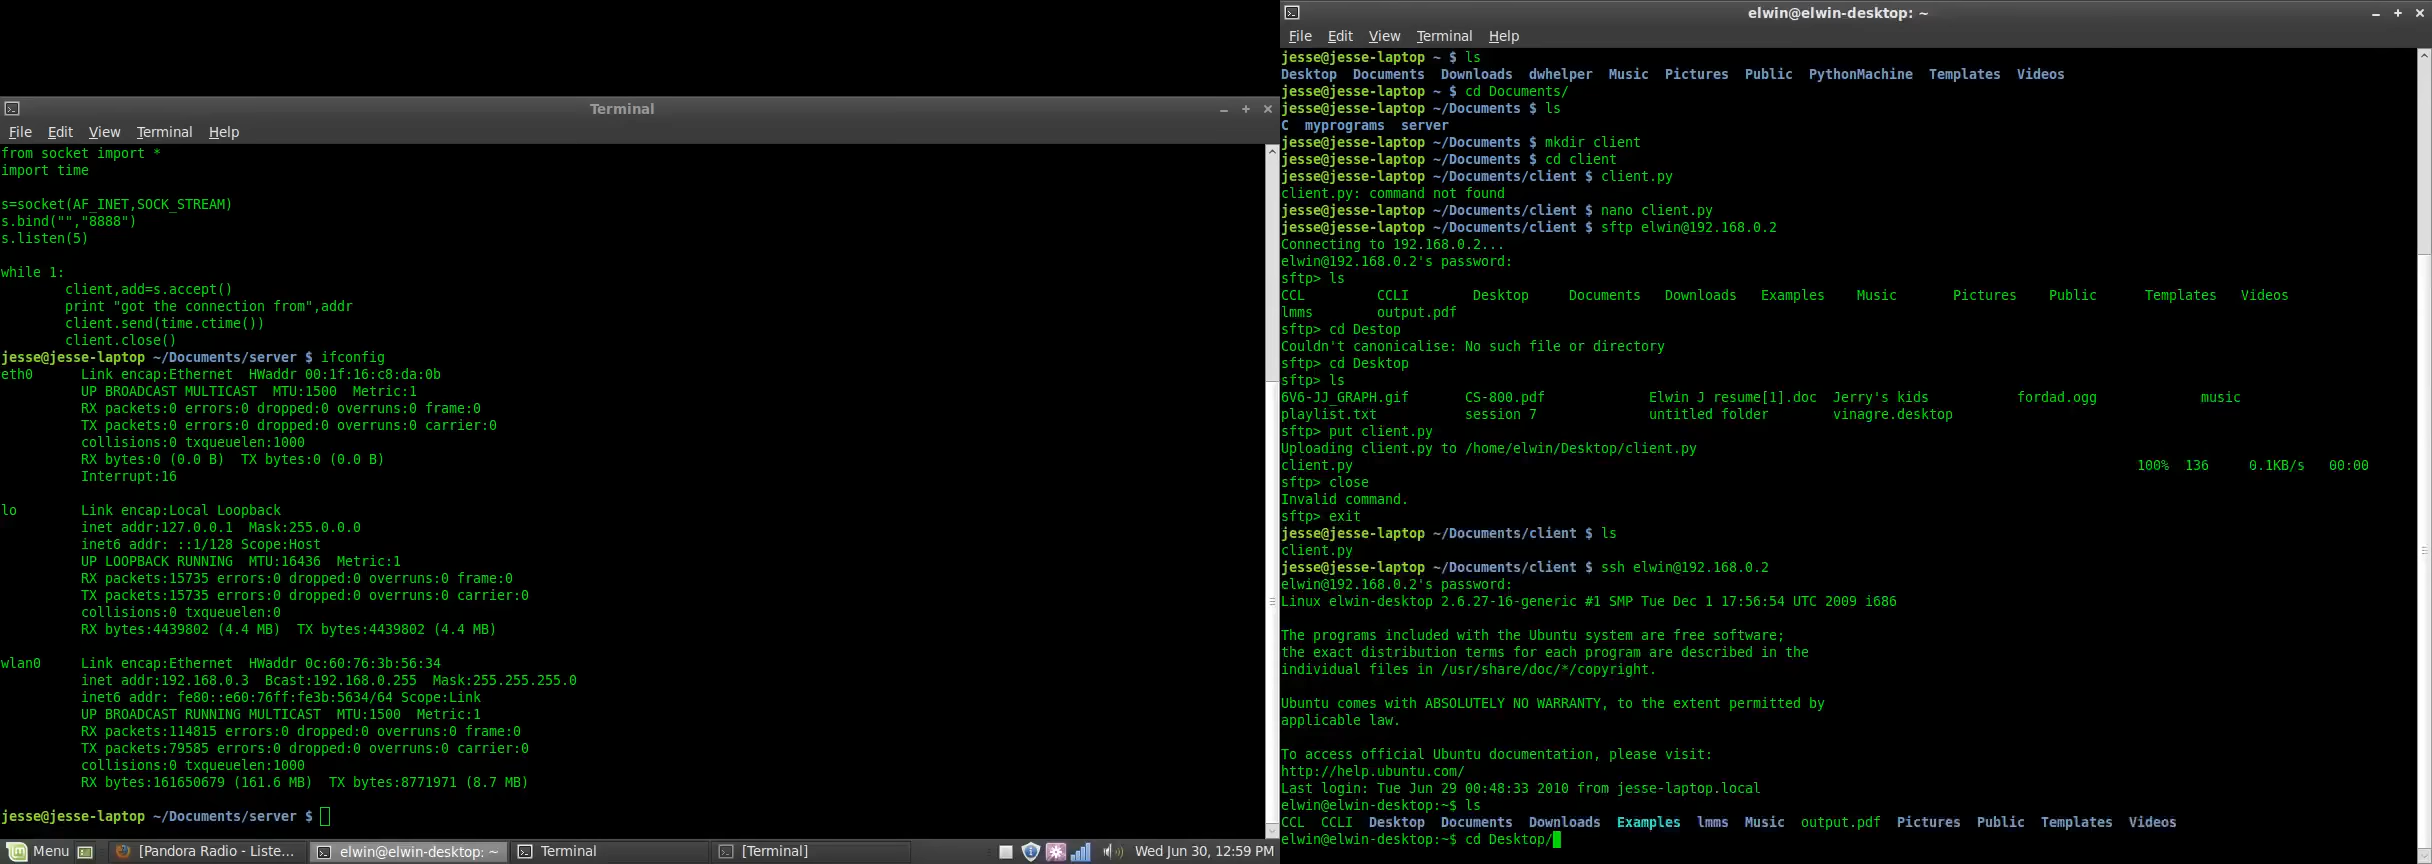 Terminal
File Edit View Terminal Help
from socket import *
import time
s=socket(AF_INET,SOCK_STREAM)
s.bind("","8888")
s.listen(5)
while 1:
client,add=s.accept()
print "got the connection from",addr
client.send(time.ctime())
client.close()
jesse@jesse-laptop ~/Documents/server $ ifconfig
eth0 Link encap:Ethernet HWaddr 00:1f:16:c8:da:0b
UP BROADCAST MULTICAST MTU:1500 Metric:1
RX packets:0 errors:0 dropped:0 overruns:0 frame:0
TX packets:0 errors:0 dropped:0 overruns:0 carrier:0
collisions:0 txqueuelen:1000
RX bytes:0 (0.0 B) TX bytes:0 (0.0 B)
Interrupt:16
lo Link encap:Local Loopback
inet addr:127.0.0.1 Mask:255.0.0.0
inet6 addr: ::1/128 Scope:Host
UP LOOPBACK RUNNING MTU:16436 Metric:1
RX packets:15735 errors:0 dropped:0 overruns:0 frame:0
TX packets:15735 errors:0 dropped:0 overruns:0 carrier:0
collisions:0 txqueuelen:0
RX bytes:4439802 (4.4 MB) TX bytes:4439802 (4.4 MB)
wlan0 Link encap:Ethernet HWaddr 0c:60:76:3b:56:34
inet addr:192.168.0.3 Bcast:192.168.0.255 Mask:255.255.255.0
inet6 addr: fe80::e60:76ff:fe3b:5634/64 Scope:Link
UP BROADCAST RUNNING MULTICAST MTU:1500 Metric:1
RX packets:114815 errors:0 dropped:0 overruns:0 frame:0
TX packets:79585 errors:0 dropped:0 overruns:0 carrier:0
collisions:0 txqueuelen:1000
RX bytes:161650679 (161.6 MB) TX bytes:8771971 (8.7 MB)
jesse@jesse-laptop ~/Documents/server $
Menu [Pandora Radio - Liste... elwin@elwin-desktop: ~ Terminal [Terminal] Wed Jun 30, 12:59 PM
elwin@elwin-desktop: ~
File Edit View Terminal Help
jesse@jesse-laptop ~ $ ls
Desktop Documents Downloads dwhelper Music Pictures Public PythonMachine Templates Videos
jesse@jesse-laptop ~ $ cd Documents/
jesse@jesse-laptop ~/Documents $ ls
C myprograms server
jesse@jesse-laptop ~/Documents $ mkdir client
jesse@jesse-laptop ~/Documents $ cd client
jesse@jesse-laptop ~/Documents/client $ client.py
client.py: command not found
jesse@jesse-laptop ~/Documents/client $ nano client.py
jesse@jesse-laptop ~/Documents/client $ sftp elwin@192.168.0.2
Connecting to 192.168.0.2...
elwin@192.168.0.2's password:
sftp> ls
CCL CCLI Desktop Documents Downloads Examples Music Pictures Public Templates Videos
lmms output.pdf
sftp> cd Destop
Couldn't canonicalise: No such file or directory
sftp> cd Desktop
sftp> ls
6V6-JJ_GRAPH.gif CS-800.pdf Elwin J resume[1].doc Jerry's kids fordad.ogg music
playlist.txt session 7 untitled folder vinagre.desktop
sftp> put client.py
Uploading client.py to /home/elwin/Desktop/client.py
client.py 100% 136 0.1KB/s 00:00
sftp> close
Invalid command.
sftp> exit
jesse@jesse-laptop ~/Documents/client $ ls
client.py
jesse@jesse-laptop ~/Documents/client $ ssh elwin@192.168.0.2
elwin@192.168.0.2's password:
Linux elwin-desktop 2.6.27-16-generic #1 SMP Tue Dec 1 17:56:54 UTC 2009 i686
The programs included with the Ubuntu system are free software;
the exact distribution terms for each program are described in the
individual files in /usr/share/doc/*/copyright.
Ubuntu comes with ABSOLUTELY NO WARRANTY, to the extent permitted by
applicable law.
To access official Ubuntu documentation, please visit:
http://help.ubuntu.com/
Last login: Tue Jun 29 00:48:33 2010 from jesse-laptop.local
elwin@elwin-desktop:~$ ls
CCL CCLI Desktop Documents Downloads Examples lmms Music output.pdf Pictures Public Templates Videos
elwin@elwin-desktop:~$ cd Desktop/